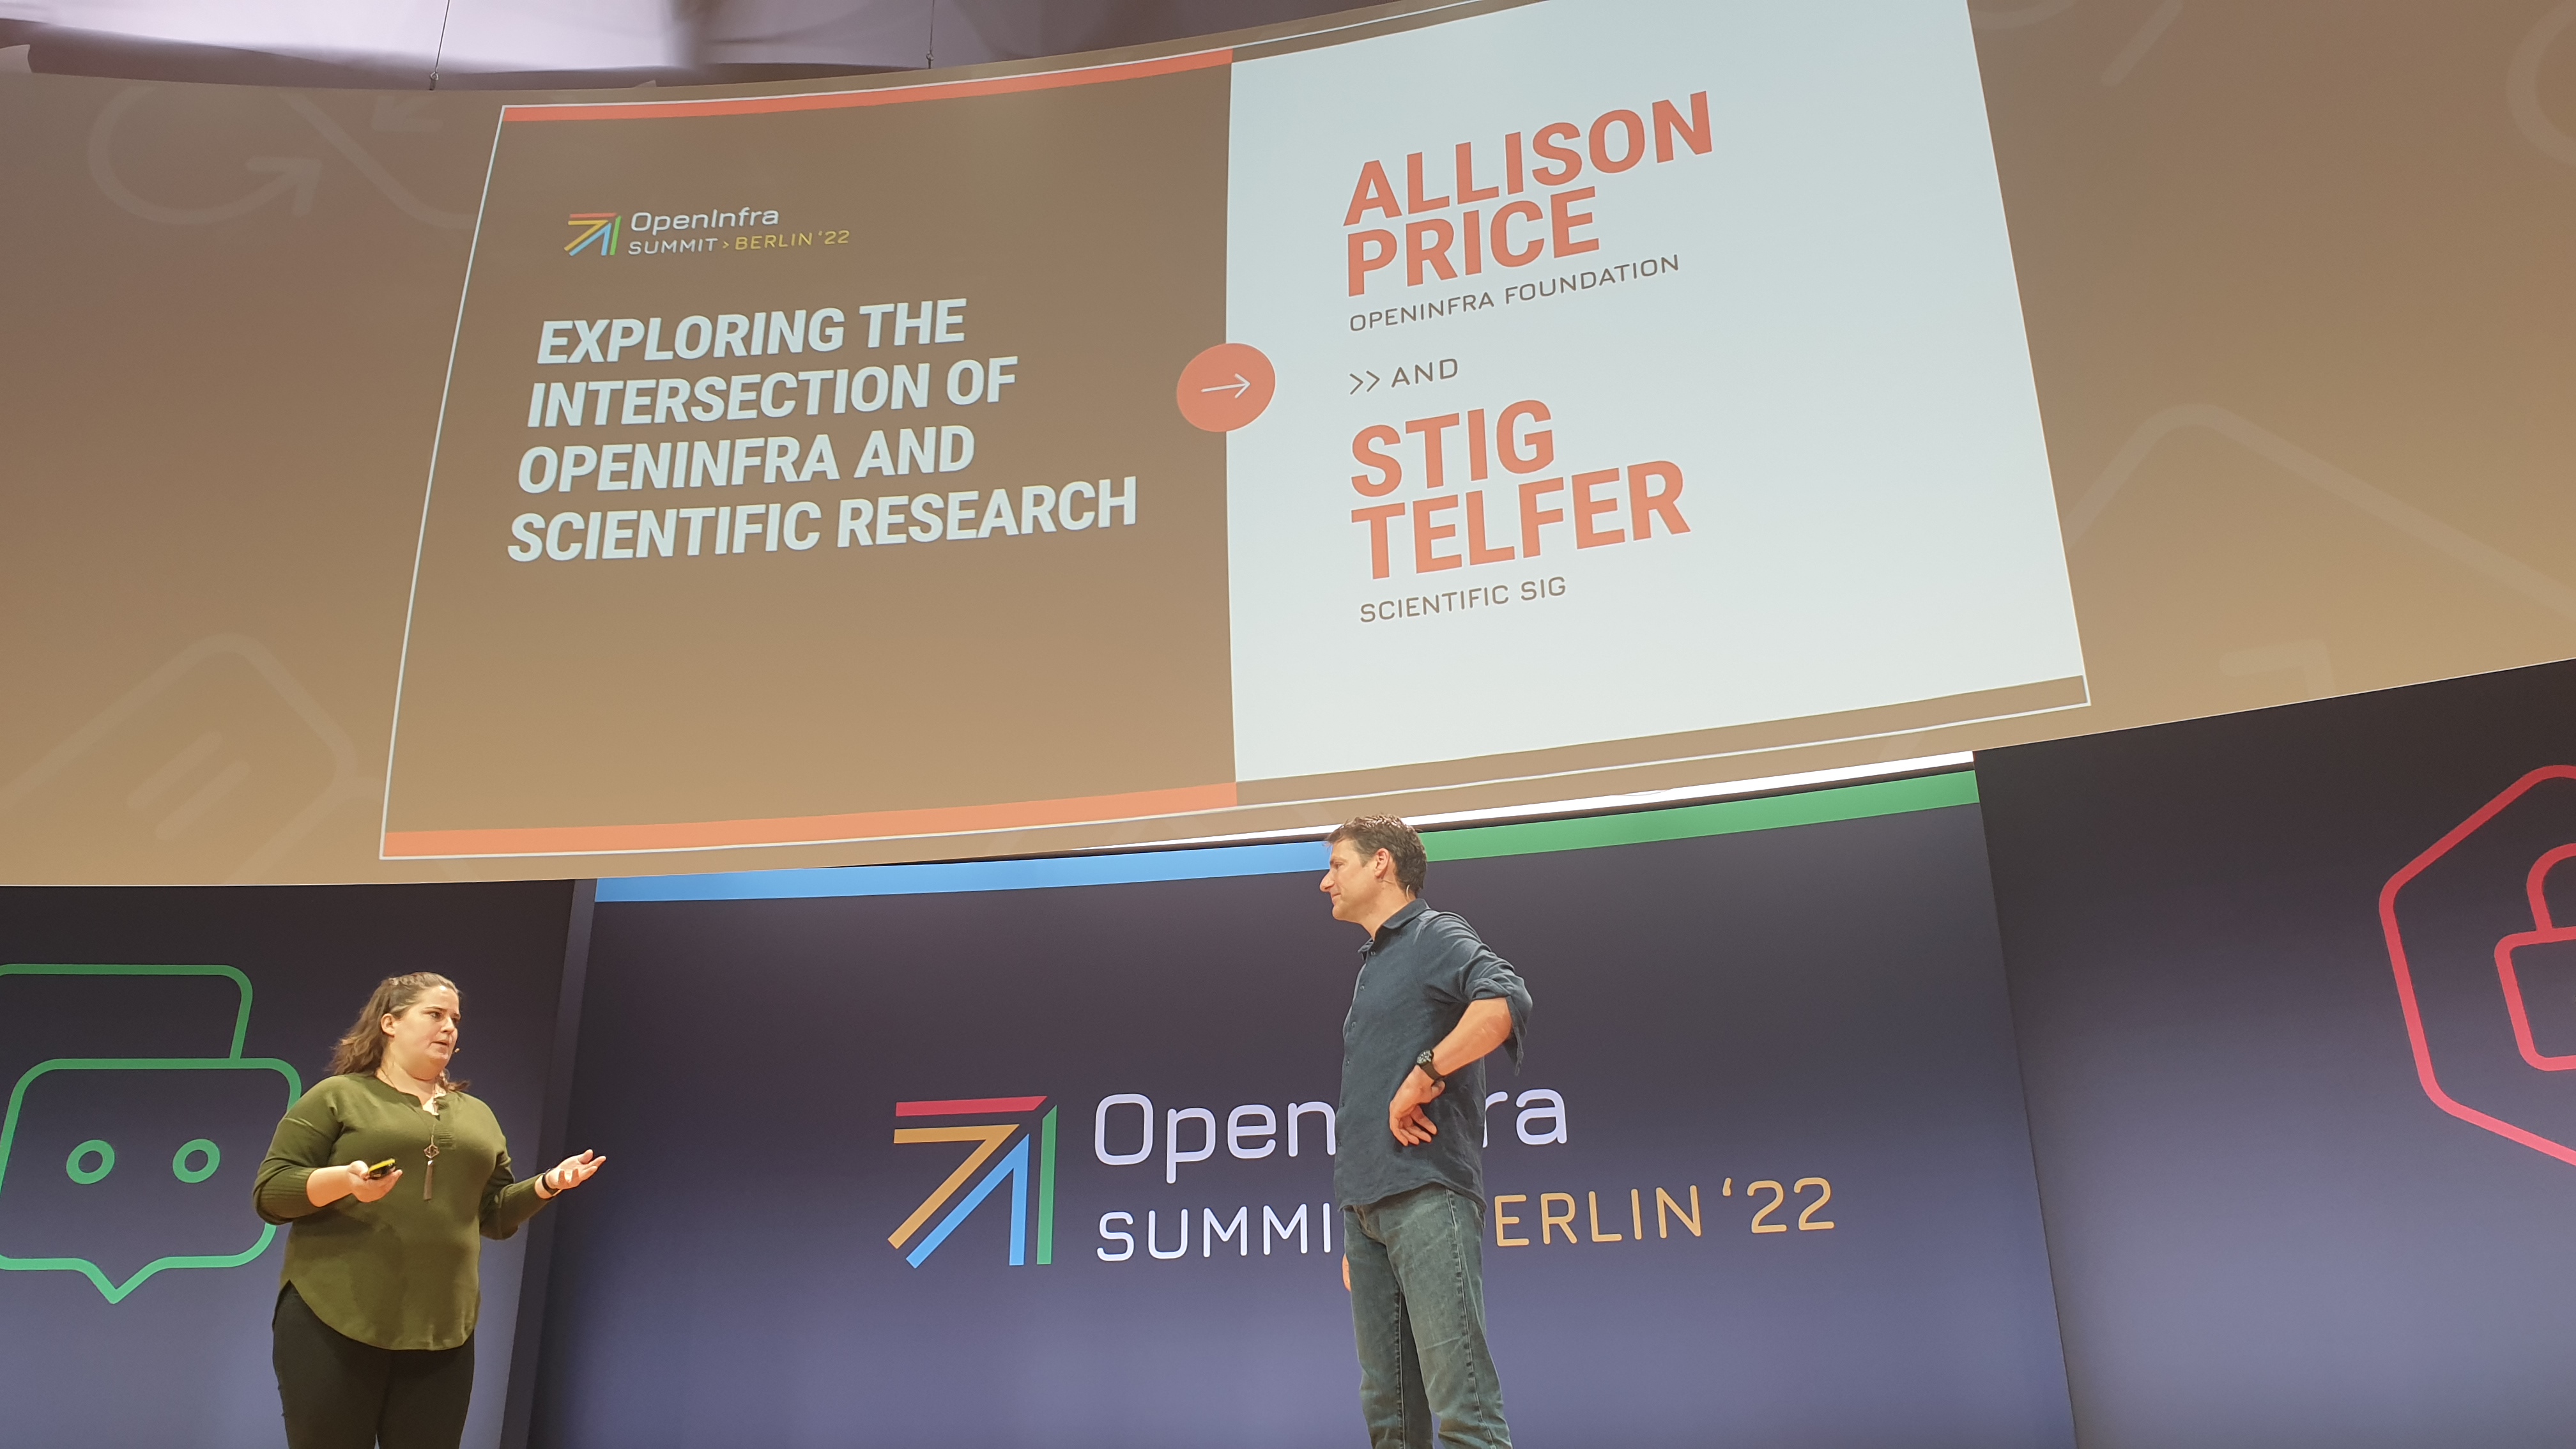 OpenInfra
SUMMIT > BERLIN '22
EXPLORING THE
INTERSECTION OF
OPENINFRA AND
SCIENTIFIC RESEARCH
ALLISON
PRICE
OPENINFRA FOUNDATION
>> AND
STIG
TELFER
SCIENTIFIC SIG
Open ra
SUMMI ERLIN '22